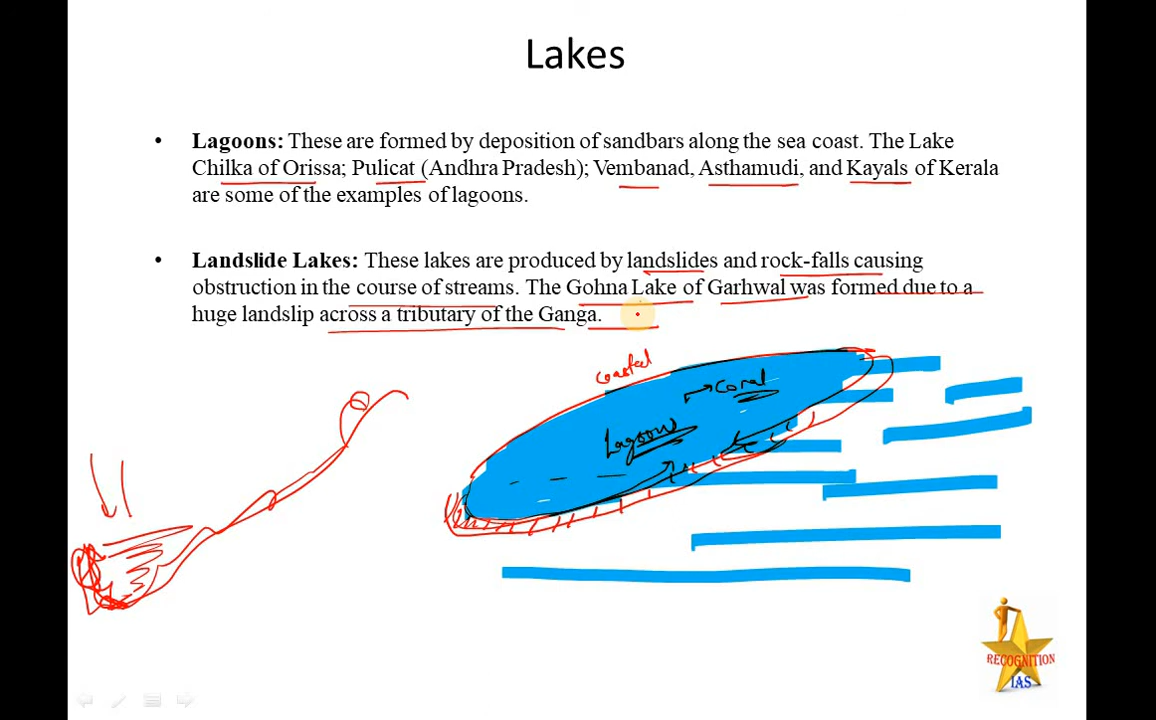 Lakes
• Lagoons: These are formed by deposition of sandbars along the sea coast. The Lake
Chilka of Orissa; Pulicat (Andhra Pradesh); Vembanad, Asthamudi, and Kayals of Kerala
are some of the examples of lagoons.
• Landslide Lakes: These lakes are produced by landslides and rock-falls causing
obstruction in the course of streams. The Gohna Lake of Garhwal was formed due to a
huge landslip across a tributary of the Ganga.
Coastal
Coral
Lagoon
RECOGNITION
IAS